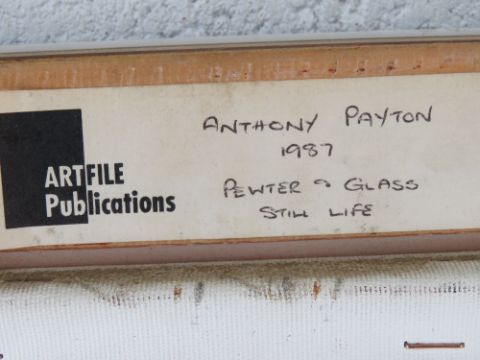 ANTHONY PAYTON
1987
PEWTER & GLASS
STILL LIFE
ARTFILE
Publications